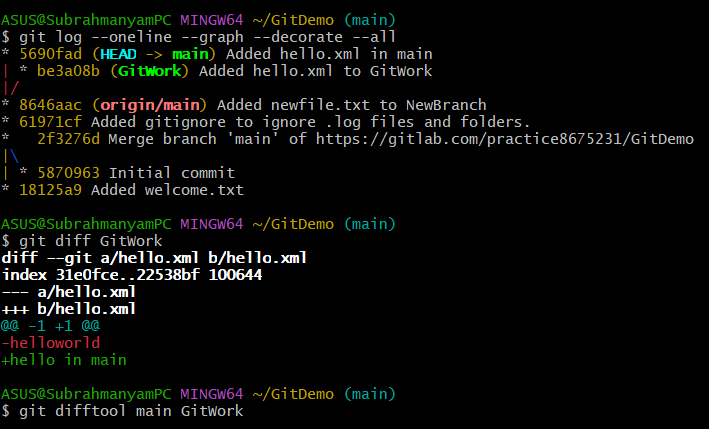 ASUS@SubrahmanyamPC MINGW64 ~/GitDemo (main)
$ git log --oneline --graph --decorate --all
* 5690fad (HEAD -> main) Added hello.xml in main
| * be3a08b (GitWork) Added hello.xml to GitWork
|/
* 8646aac (origin/main) Added newfile.txt to NewBranch
* 61971cf Added gitignore to ignore .log files and folders.
*   2f3276d Merge branch 'main' of https://gitlab.com/practice8675231/GitDemo
|\
| * 5870963 Initial commit
* 18125a9 Added welcome.txt
ASUS@SubrahmanyamPC MINGW64 ~/GitDemo (main)
$ git diff GitWork
diff --git a/hello.xml b/hello.xml
index 31e0fce..22538bf 100644
--- a/hello.xml
+++ b/hello.xml
@@ -1 +1 @@
-helloworld
+hello in main
ASUS@SubrahmanyamPC MINGW64 ~/GitDemo (main)
$ git difftool main GitWork